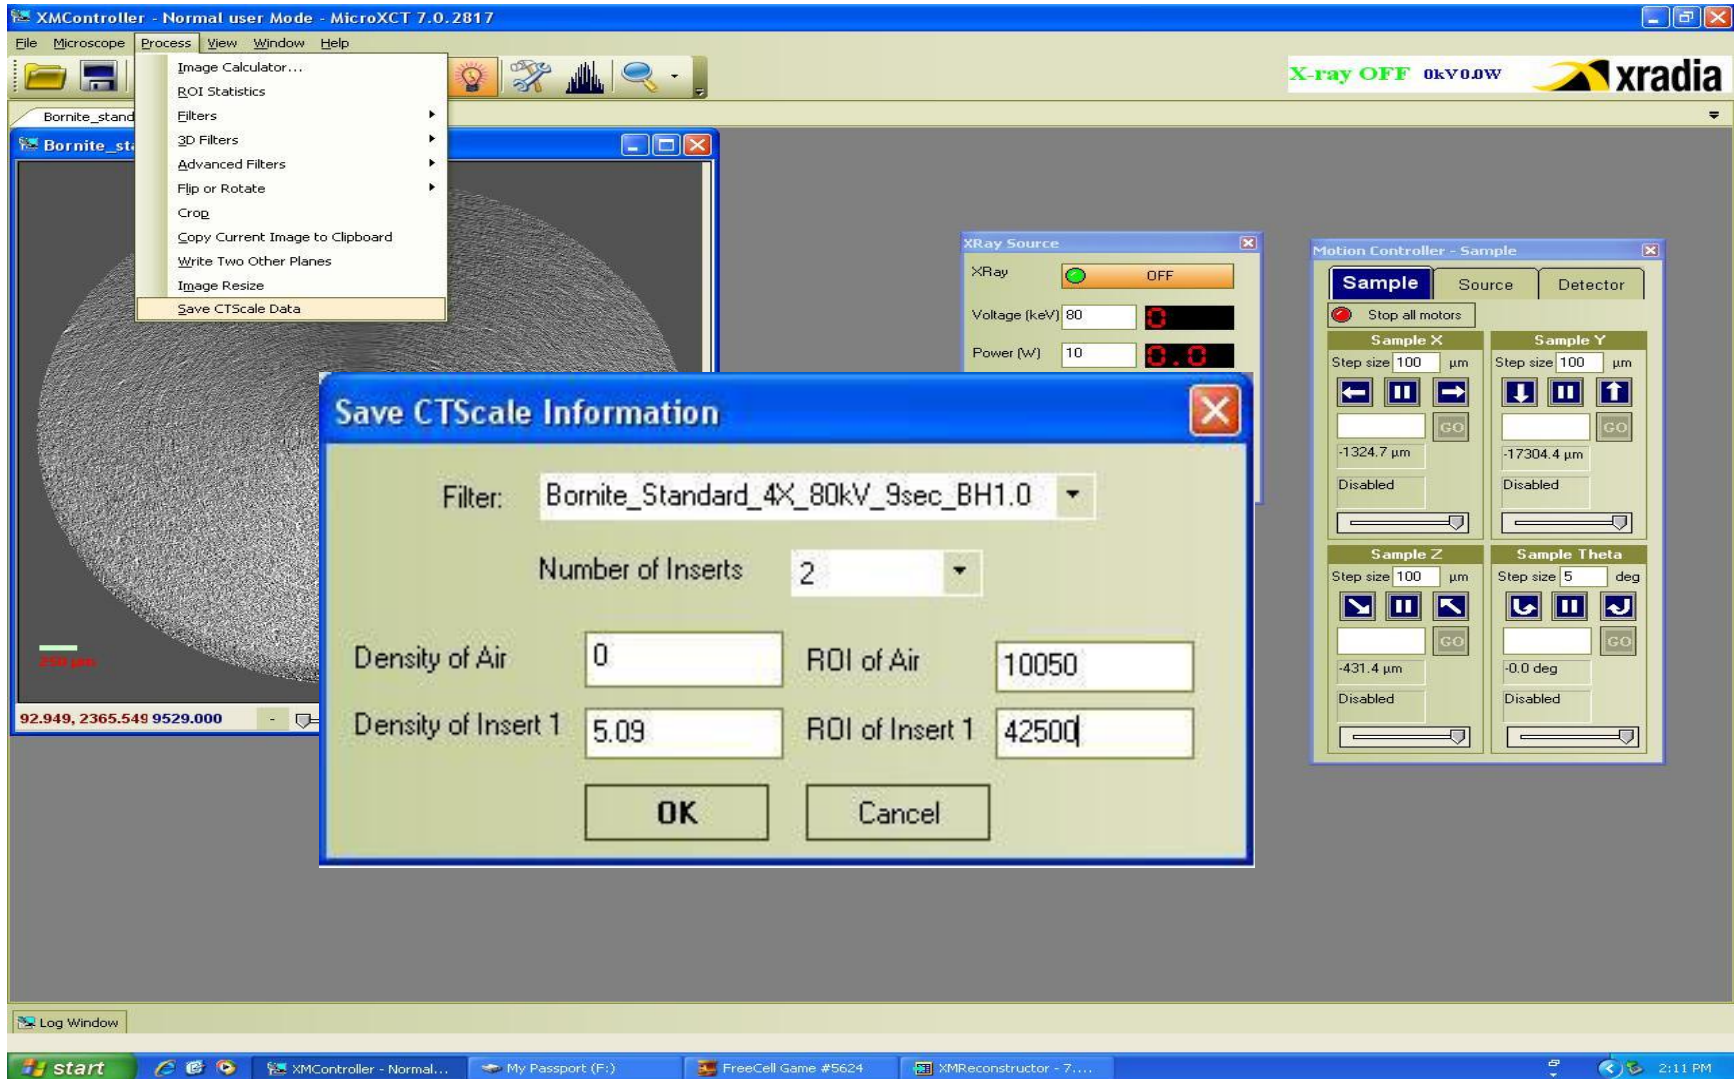 XMController - Normal user Mode - MicroXCT 7.0.2817
File Microscope Process View Window Help
X-ray OFF 0kV 0.0W xradia
Image Calculator...
ROI Statistics
Filters
3D Filters
Advanced Filters
Flip or Rotate
Crop
Copy Current Image to Clipboard
Write Two Other Planes
Image Resize
Save CTScale Data
Bornite_stand
Bornite_sta
250 µm
92.949, 2365.549 9529.000 -
XRay Source
XRay OFF
Voltage (keV) 80 0
Power (W) 10 0.0
Save CTScale Information
Filter: Bornite_Standard_4X_80kV_9sec_BH1.0
Number of Inserts 2
Density of Air 0 ROI of Air 10050
Density of Insert 1 5.09 ROI of Insert 1 42500
OK Cancel
Motion Controller - Sample
Sample Source Detector
Stop all motors
Sample X Sample Y
Step size 100 µm Step size 100 µm
GO GO
-1324.7 µm -17304.4 µm
Disabled Disabled
Sample Z Sample Theta
Step size 100 µm Step size 5 deg
GO GO
-431.4 µm -0.0 deg
Disabled Disabled
Log Window
start XMController - Normal... My Passport (F:) FreeCell Game #5624 XMReconstructor - 7.... 2:11 PM